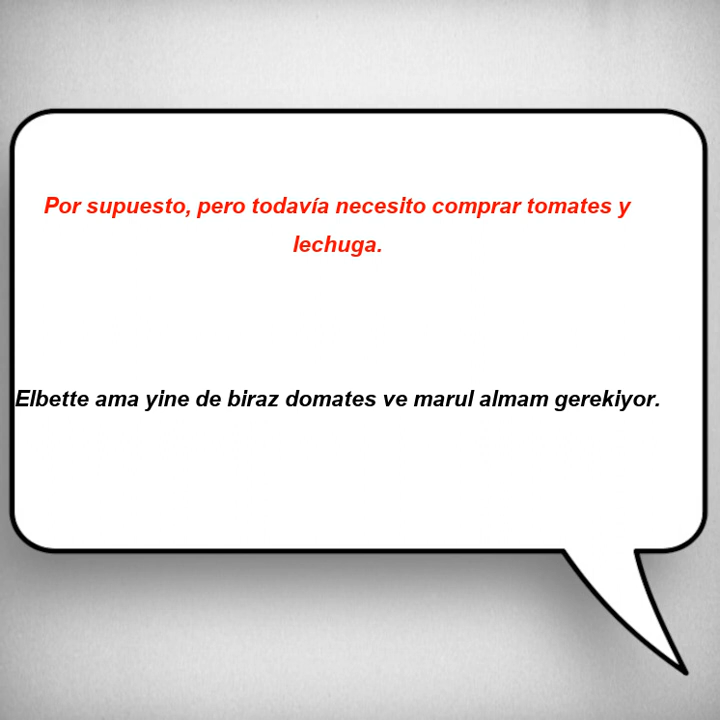 Por supuesto, pero todavía necesito comprar tomates y
lechuga.
Elbette ama yine de biraz domates ve marul almam gerekiyor.